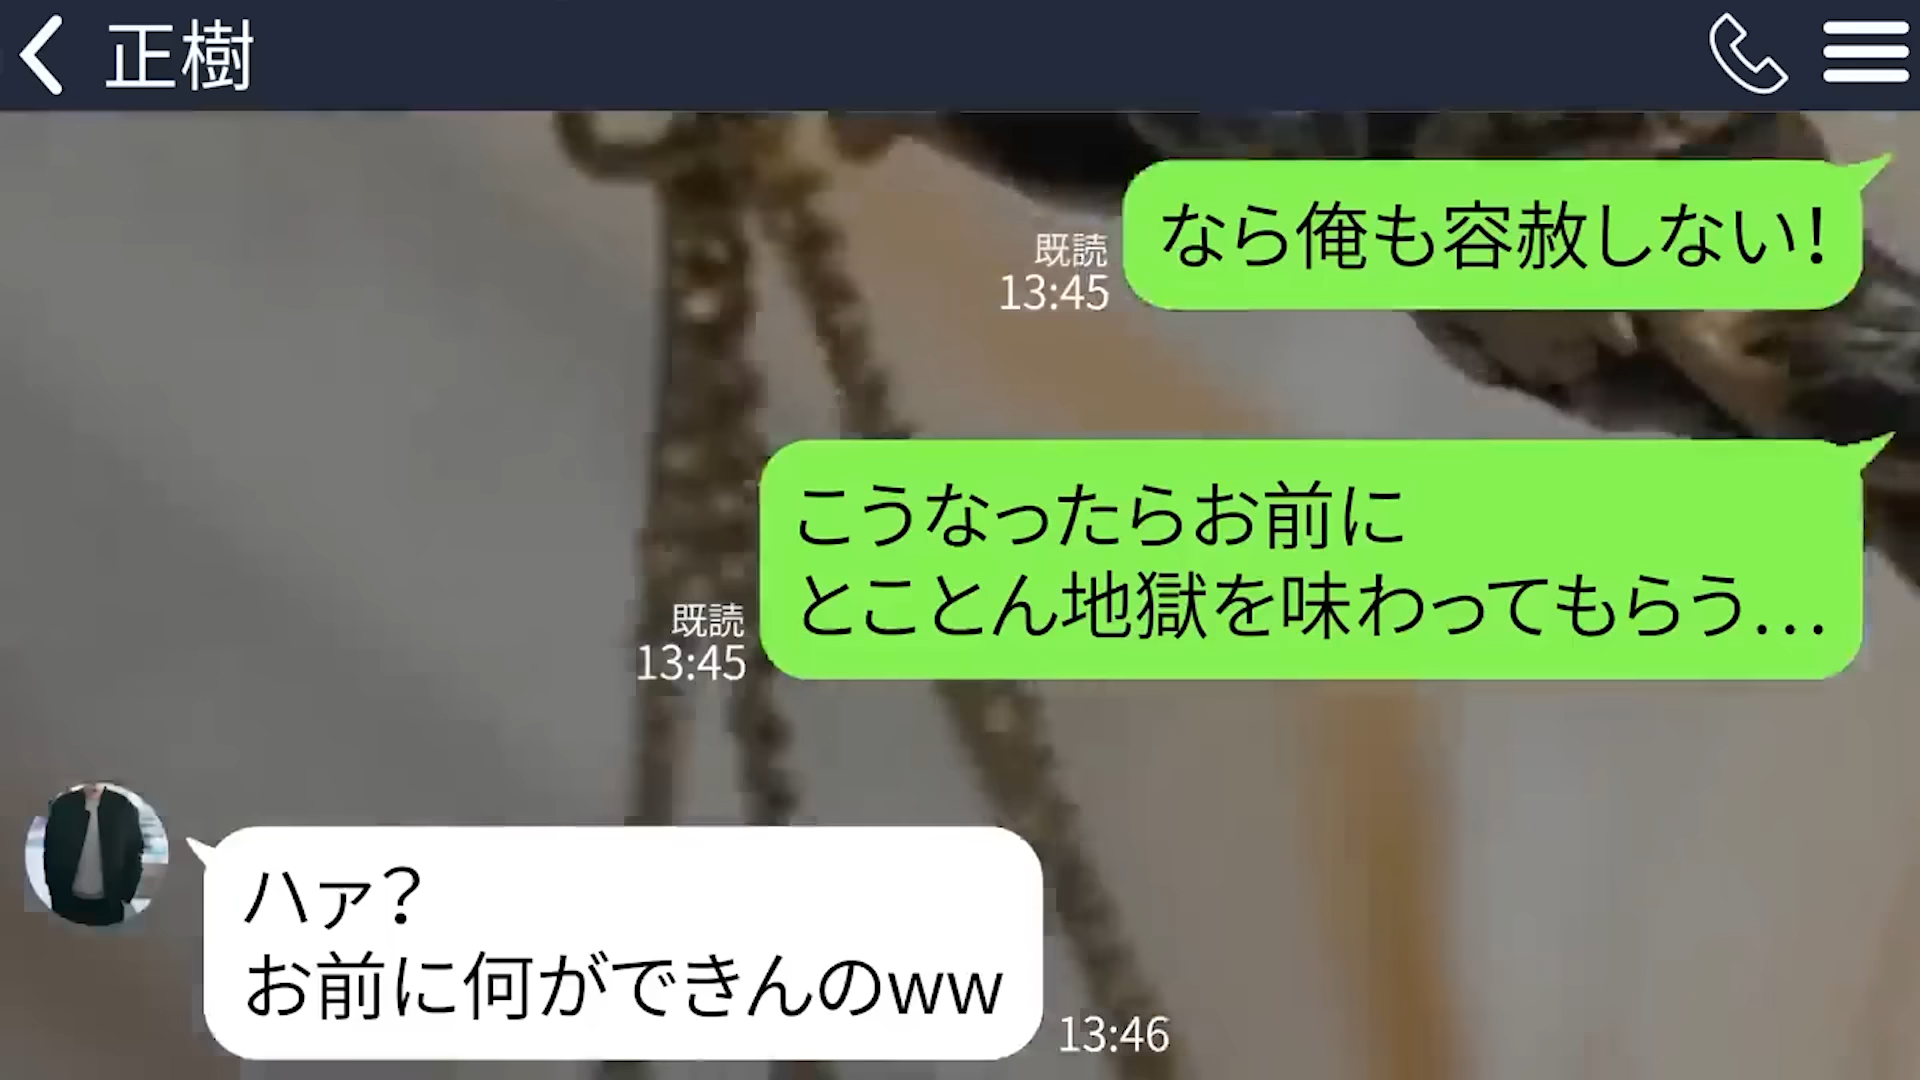 正樹
なら俺も容赦しない！
既読
13:45
こうなったらお前に
とことん地獄を味わってもらう…
既読
13:45
ハァ？
お前に何ができんのww
13:46